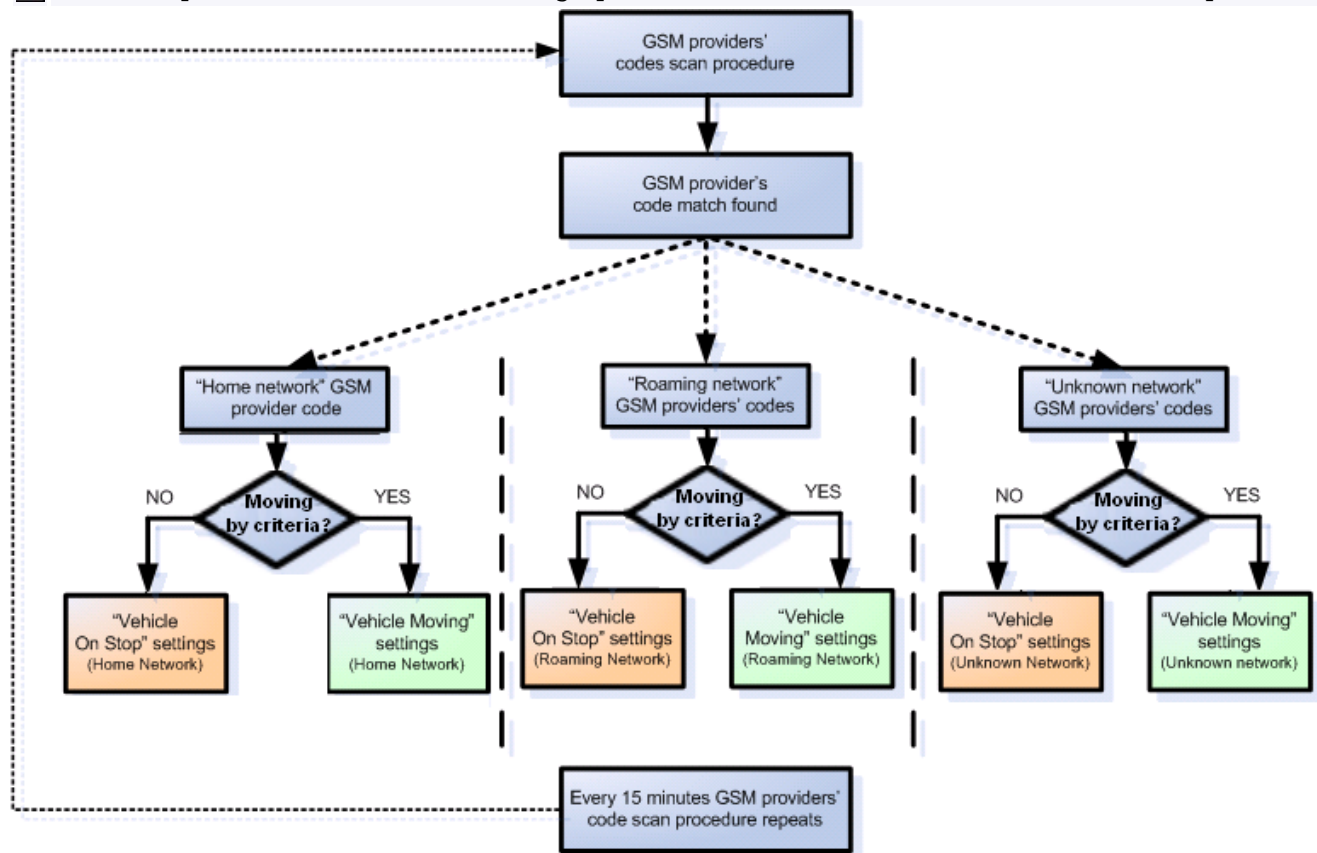 GSM providers'
codes scan procedure
GSM provider's
code match found
"Home network" GSM
provider code
"Roaming network"
GSM providers' codes
"Unknown network"
GSM providers' codes
NO
Moving
by criteria?
YES
NO
Moving
by criteria?
YES
NO
Moving
by criteria?
YES
"Vehicle
On Stop" settings
(Home Network)
"Vehicle Moving"
settings
(Home Network)
"Vehicle
On Stop" settings
(Roaming Network)
"Vehicle
Moving" settings
(Roaming Network)
"Vehicle
On Stop" settings
(Unknown Network)
"Vehicle Moving"
settings
(Unknown network)
Every 15 minutes GSM providers'
code scan procedure repeats